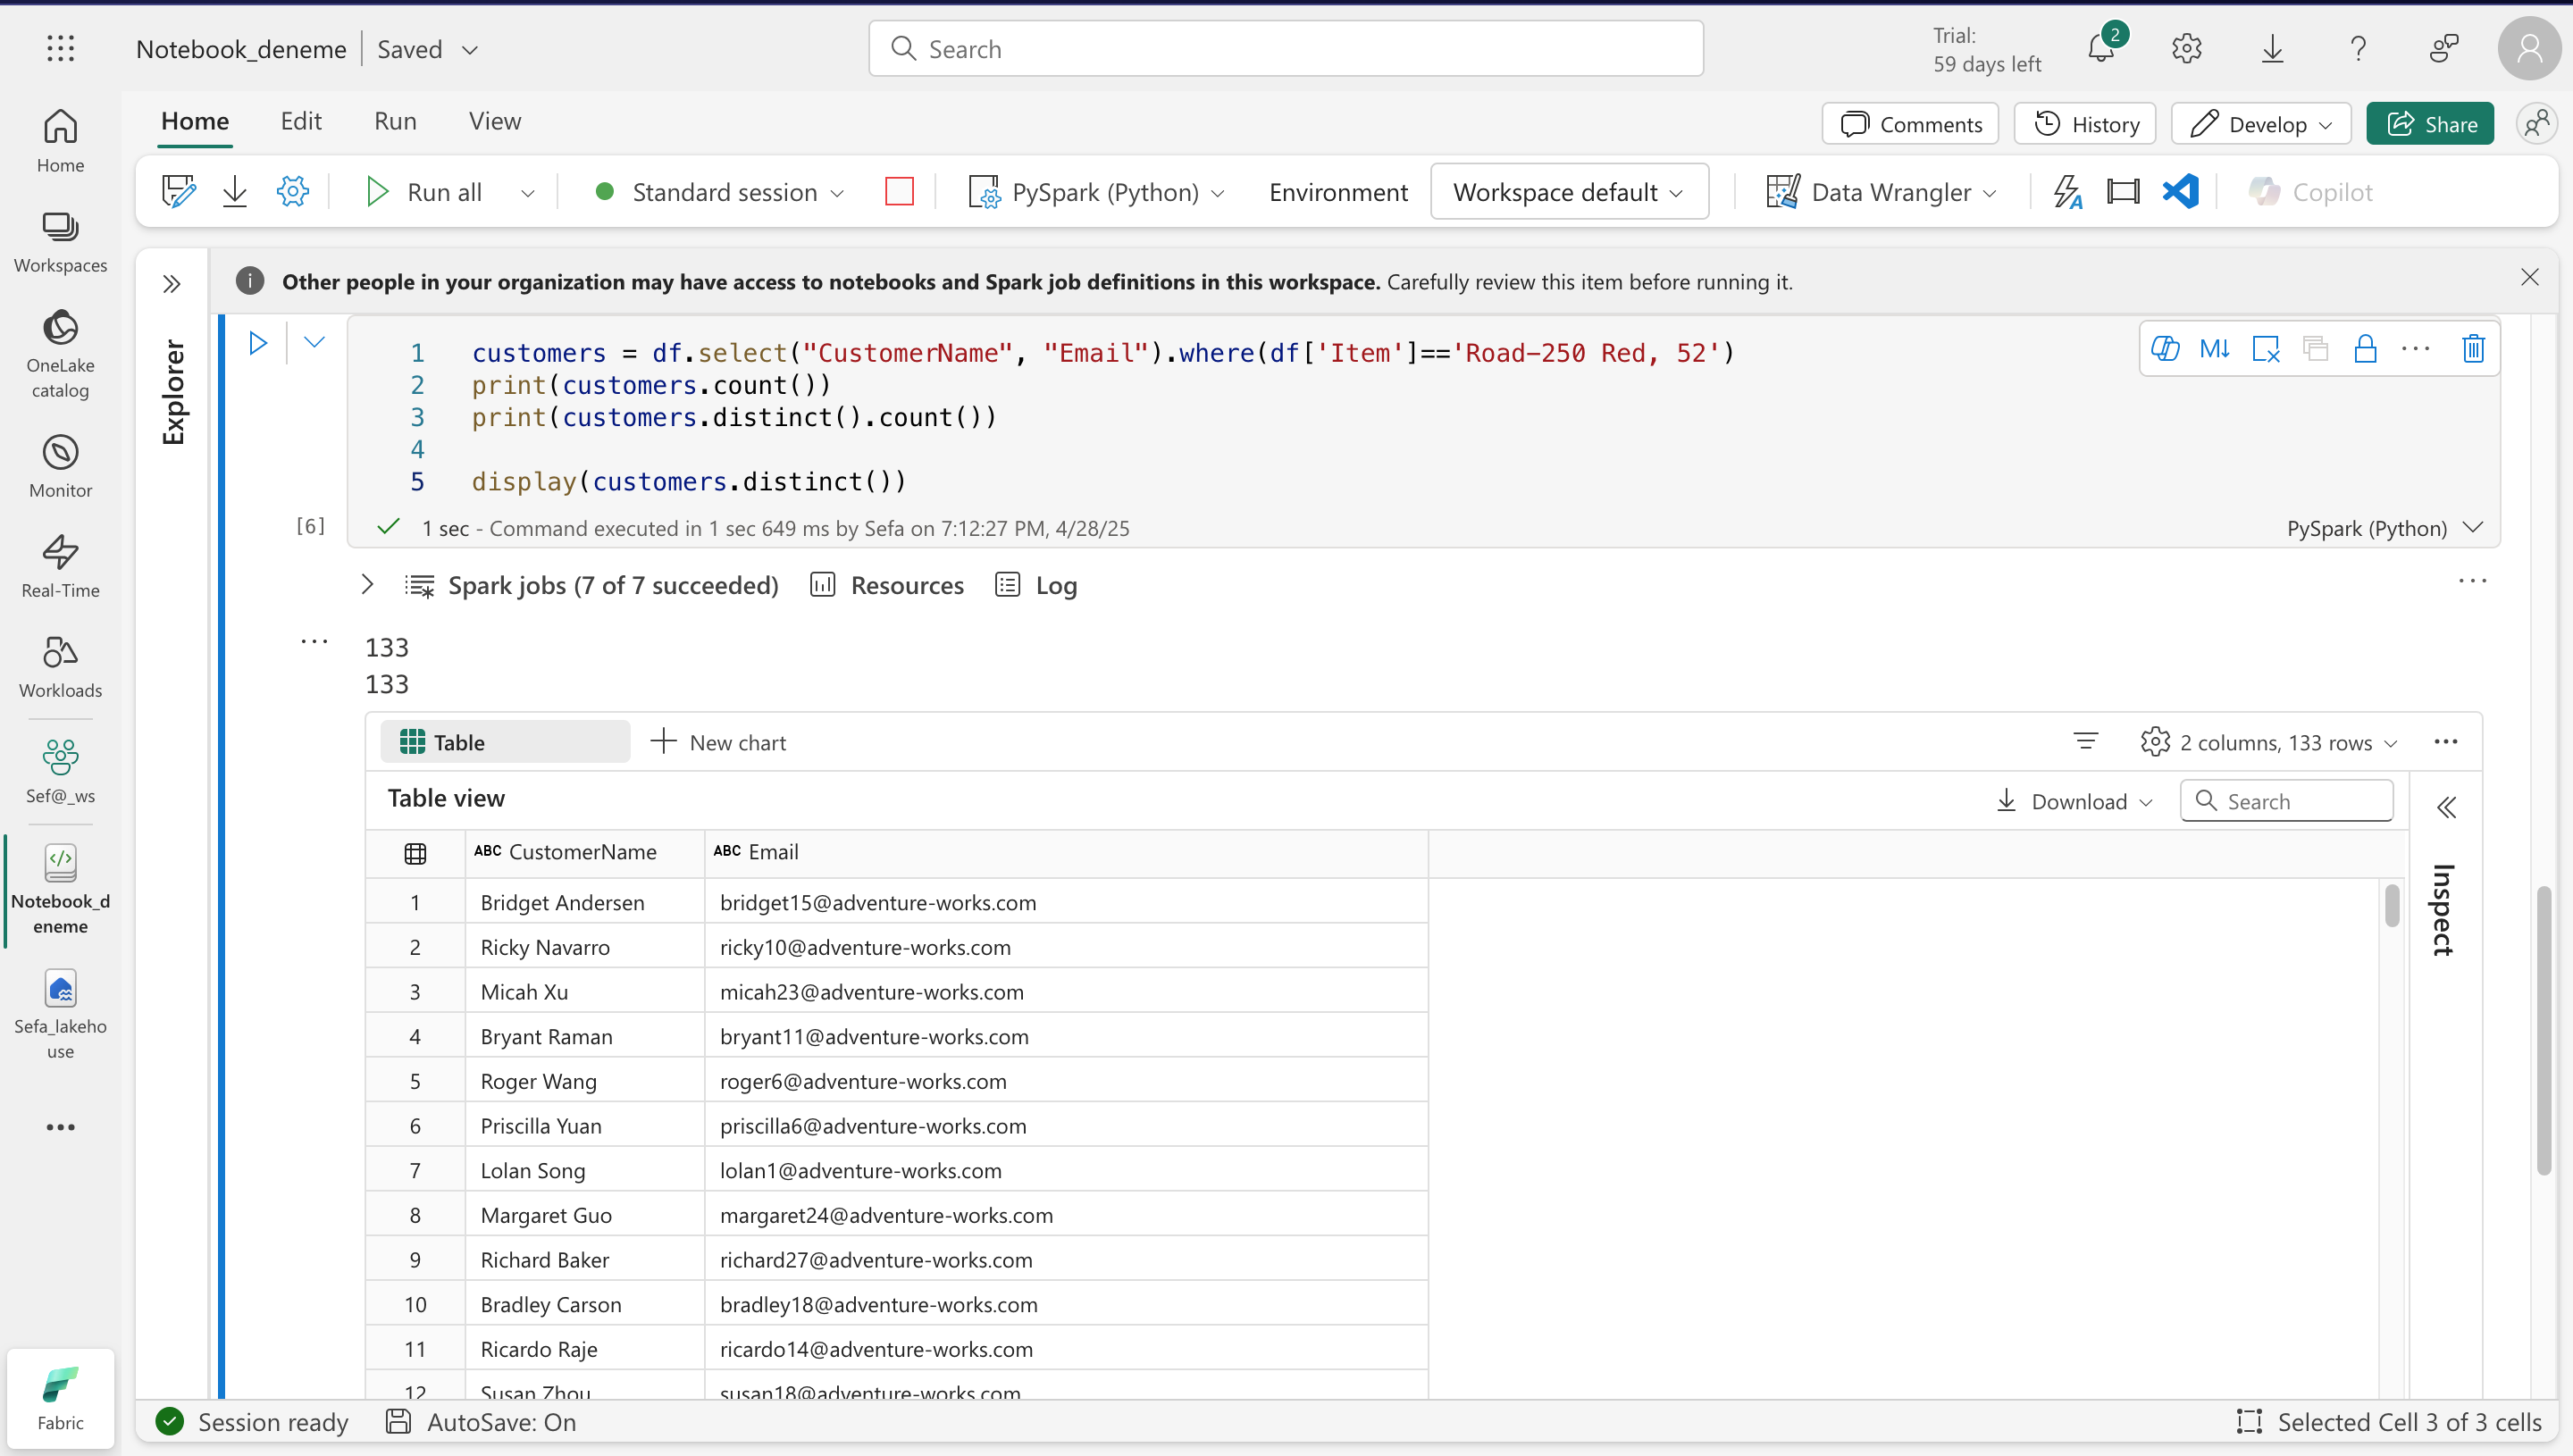 Notebook_deneme
Saved
Search
Trial:
59 days left
2
Home
Edit
Run
View
Comments
History
Develop
Share
Run all
Standard session
PySpark (Python)
Environment
Workspace default
Data Wrangler
Copilot
Home
Workspaces
OneLake
catalog
Monitor
Real-Time
Workloads
Sef@_ws
Notebook_d
eneme
Sefa_lakeho
use
Fabric
Explorer
Other people in your organization may have access to notebooks and Spark job definitions in this workspace. Carefully review this item before running it.
1 customers = df.select("CustomerName", "Email").where(df['Item']=='Road-250 Red, 52')
2 print(customers.count())
3 print(customers.distinct().count())
4
5 display(customers.distinct())
M↓
[6]
1 sec - Command executed in 1 sec 649 ms by Sefa on 7:12:27 PM, 4/28/25
PySpark (Python)
Spark jobs (7 of 7 succeeded)
Resources
Log
133
133
Table
New chart
2 columns, 133 rows
Table view
Download
Search
Inspect
ABC CustomerName ABC Email
1 Bridget Andersen bridget15@adventure-works.com
2 Ricky Navarro ricky10@adventure-works.com
3 Micah Xu micah23@adventure-works.com
4 Bryant Raman bryant11@adventure-works.com
5 Roger Wang roger6@adventure-works.com
6 Priscilla Yuan priscilla6@adventure-works.com
7 Lolan Song lolan1@adventure-works.com
8 Margaret Guo margaret24@adventure-works.com
9 Richard Baker richard27@adventure-works.com
10 Bradley Carson bradley18@adventure-works.com
11 Ricardo Raje ricardo14@adventure-works.com
12 Susan Zhou susan18@adventure-works.com
Session ready
AutoSave: On
Selected Cell 3 of 3 cells